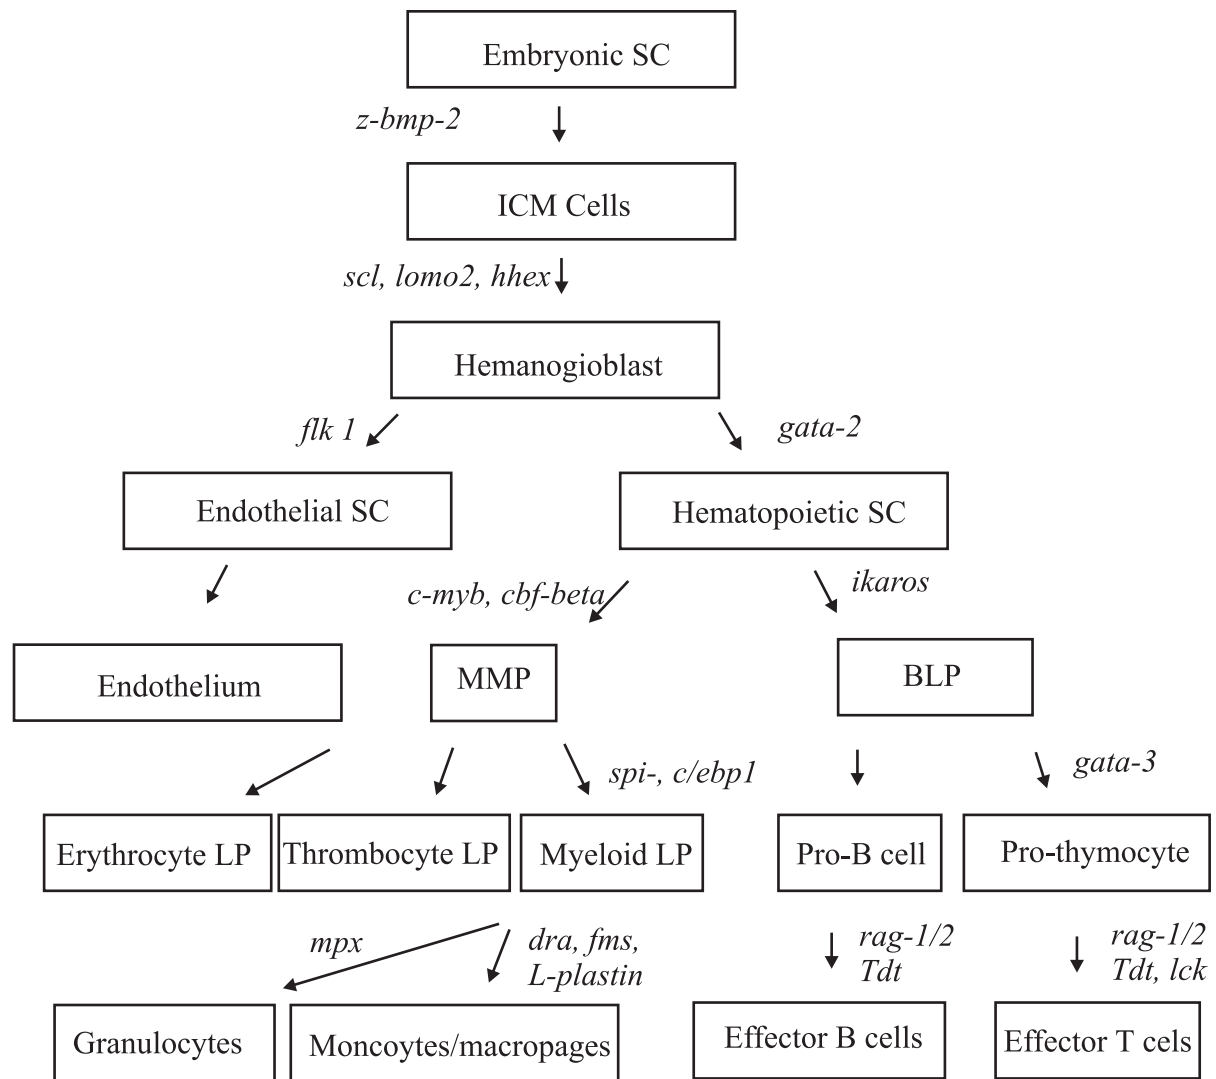 Embryonic SC
z-bmp-2
ICM Cells
scl, lomo2, hhex
Hemanogioblast
flk 1
gata-2
Endothelial SC
Hematopoietic SC
c-myb, cbf-beta
ikaros
Endothelium
MMP
BLP
spi-, c/ebp1
gata-3
Erythrocyte LP
Thrombocyte LP
Myeloid LP
Pro-B cell
Pro-thymocyte
mpx
dra, fms,
L-plastin
rag-1/2
Tdt
rag-1/2
Tdt, lck
Granulocytes
Moncoytes/macropages
Effector B cells
Effector T cels